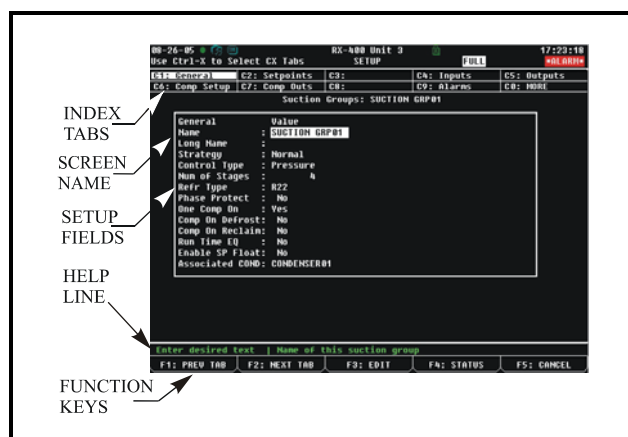 08-26-05 RX-400 Unit 3 17:23:18
Use Ctrl-X to Select CX Tabs SETUP FULL *ALARM*
C1: General C2: Setpoints C3: C4: Inputs C5: Outputs
C6: Comp Setup C7: Comp Outs C8: C9: Alarms C0: MORE
Suction Groups: SUCTION GRP01
General Value
Name : SUCTION GRP01
Long Name :
Strategy : Normal
Control Type : Pressure
Num of Stages : 4
Refr Type : R22
Phase Protect : No
One Comp On : Yes
Comp On Defrost: No
Comp On Reclaim: No
Run Time EQ : No
Enable SP Float: No
Associated COND: CONDENSER01
Enter desired text | Name of this suction group
F1: PREV TAB F2: NEXT TAB F3: EDIT F4: STATUS F5: CANCEL
INDEX
TABS
SCREEN
NAME
SETUP
FIELDS
HELP
LINE
FUNCTION
KEYS